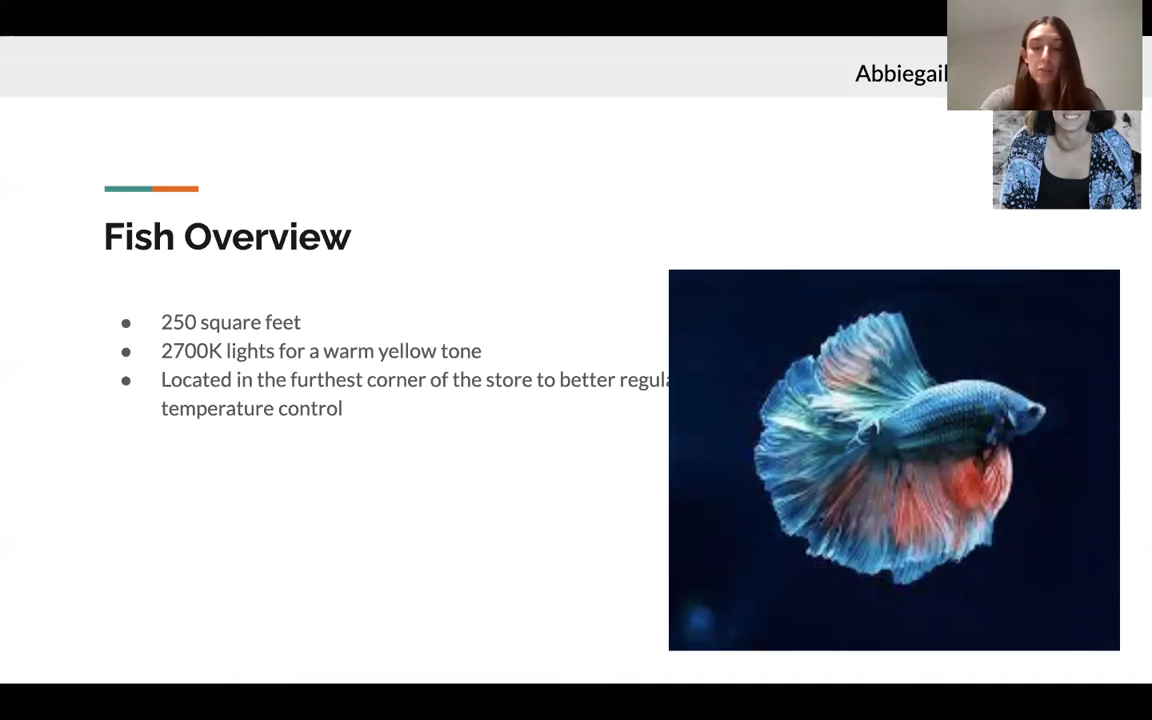 Abbiegail
Fish Overview
● 250 square feet
● 2700K lights for a warm yellow tone
● Located in the furthest corner of the store to better
temperature control